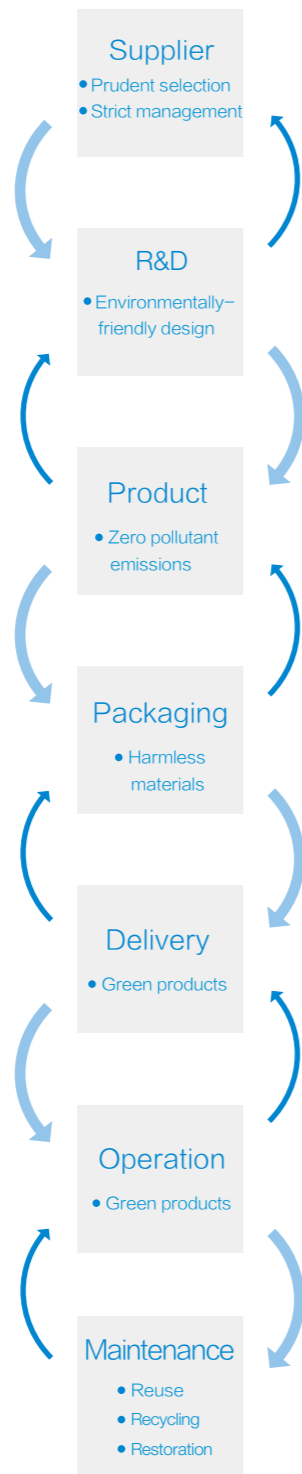 Supplier
• Prudent selection
• Strict management
R&D
• Environmentally-
friendly design
Product
• Zero pollutant
emissions
Packaging
• Harmless
materials
Delivery
• Green products
Operation
• Green products
Maintenance
• Reuse
• Recycling
• Restoration